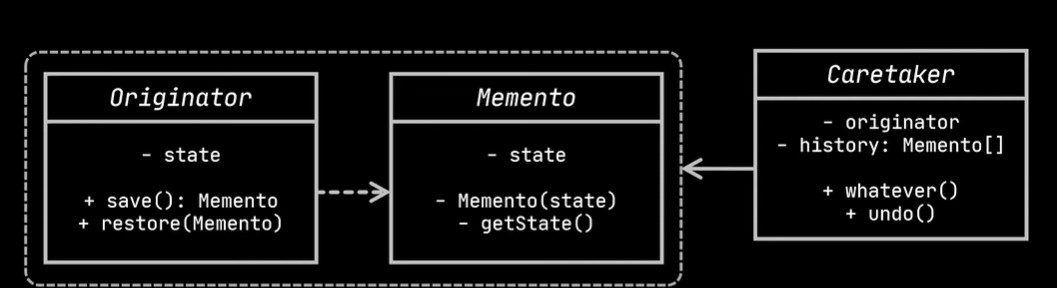 Originator
- state
+ save(): Memento
+ restore(Memento)
Memento
- state
- Memento(state)
- getState()
Caretaker
- originator
- history: Memento[]
+ whatever()
+ undo()